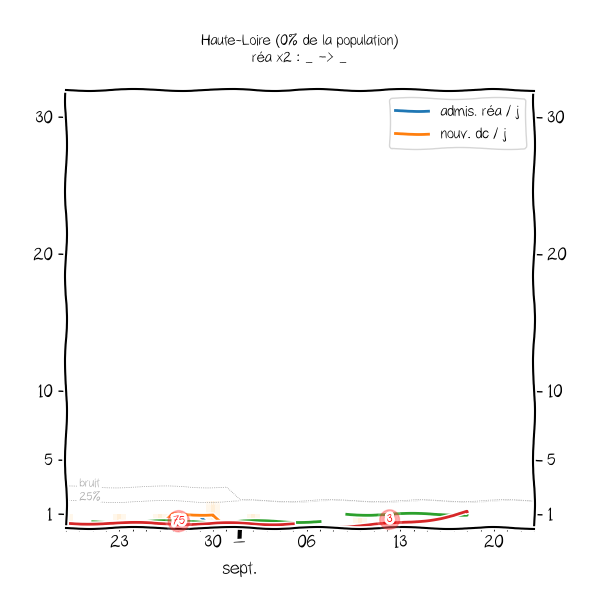 Haute-Loire (0% de la population)
réa x2 : _ -> _
admis. réa / j
nouv. dc / j
30 30
20 20
10 10
5 5
bruit
25%
75 3
1 1
23 30 06 13 20
sept.